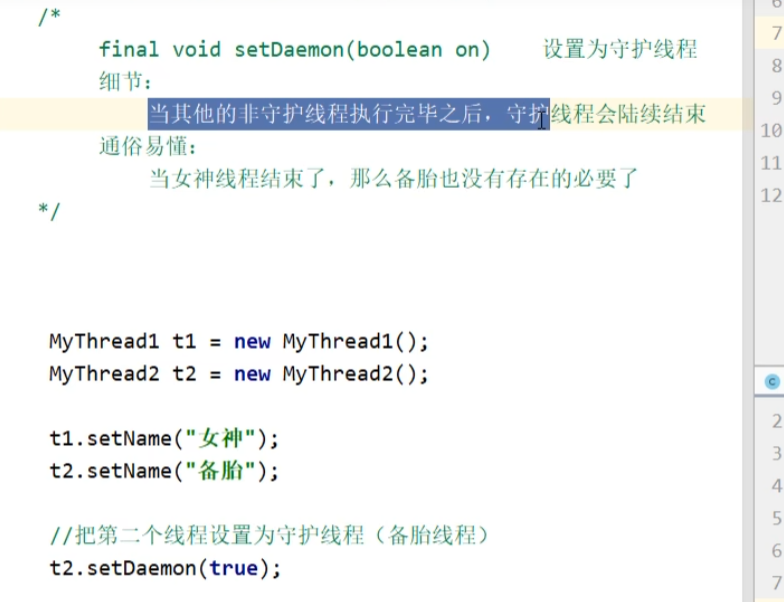 /*
final void setDaemon(boolean on) 设置为守护线程
细节：
当其他的非守护线程执行完毕之后，守护线程会陆续结束
通俗易懂：
当女神线程结束了，那么备胎也没有存在的必要了
*/
MyThread1 t1 = new MyThread1();
MyThread2 t2 = new MyThread2();
t1.setName("女神");
t2.setName("备胎");
//把第二个线程设置为守护线程（备胎线程）
t2.setDaemon(true);
6
7
8
9
10
11
12
C
2
3
4
5
6
7